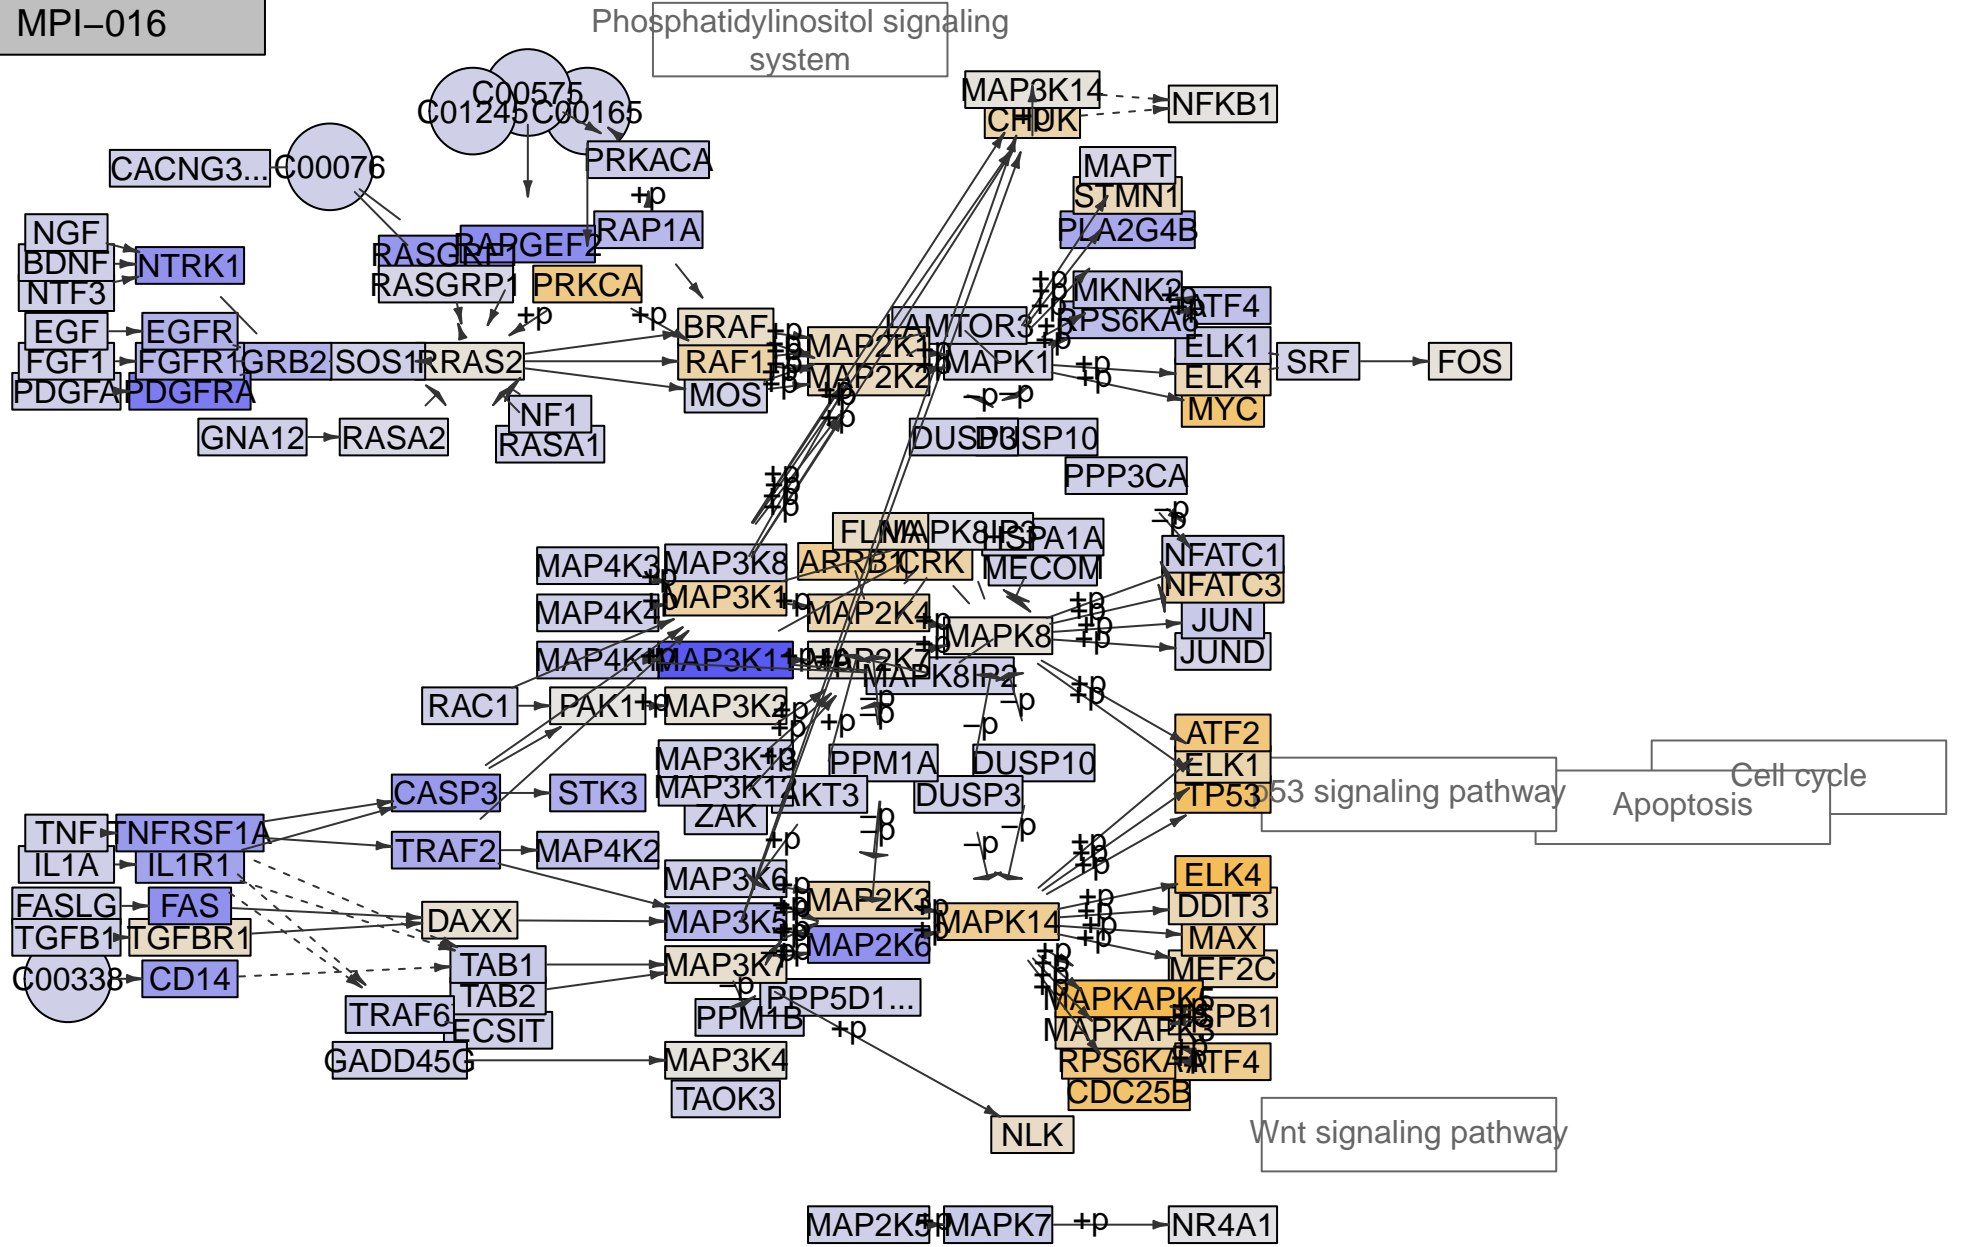 MPI−016
Phosphatidylinositol signaling
system
C00575
C01245
C00165
MAP3K14
CHUK
NFKB1
CACNG3...
C00076
PRKACA
+p
RAP1A
MAPT
STMN1
PLA2G4B
NGF
BDNF
NTF3
NTRK1
RAPGEF2
RASGRP1
PRKCA
+p
+p
EGF
FGF1
PDGFA
EGFR
FGFR1
PDGFRA
GRB2
SOS1
RRAS2
BRAF
RAF1
MOS
+p
+p
+p
MAP2K1
MAP2K2
LAMTOR3
MAPK1
+p
+p
+p
MKNK2
RPS6KA6
ATF4
ELK1
ELK4
MYC
+p
+p
SRF
FOS
GNA12
RASA2
NF1
RASA1
−p
−p
DUSP3
DUSP10
PPP3CA
−p
−p
+p
+p
+p
+p
FLNA
MAPK8IP3
HSPA1A
ARRB1
CRK
MECOM
NFATC1
NFATC3
JUN
JUND
MAP4K3
MAP4K4
MAP3K8
MAP3K1
+p
MAP2K4
+p
MAPK8
+p
+p
+p
+p
MAP3K11
MAP2K7
MAPK8IP2
RAC1
PAK1
+p
MAP3K2
+p
+p
+p
−p
−p
−p
−p
+p
+p
MAP3K13
MAP3K12
ZAK
AKT3
PPM1A
DUSP10
DUSP3
ATF2
ELK1
TP53
p53 signaling pathway
Apoptosis
Cell cycle
CASP3
STK3
TNF
TNFRSF1A
IL1A
IL1R1
TRAF2
MAP4K2
+p
−p
−p
−p
−p
+p
+p
+p
FASLG
FAS
TGFB1
TGFBR1
DAXX
MAP3K6
MAP3K5
MAP3K7
MAP2K3
MAP2K6
+p
+p
MAPK14
+p
+p
+p
+p
ELK4
DDIT3
MAX
MEF2C
C00338
CD14
TAB1
TAB2
ECSIT
TRAF6
−p
PPP5D1...
PPM1B
+p
MAPKAPK5
MAPKAPK3
HSPB1
GADD45G
MAP3K4
TAOK3
ATF4
CDC25B
NLK
Wnt signaling pathway
MAP2K5
+p
MAPK7
+p
NR4A1